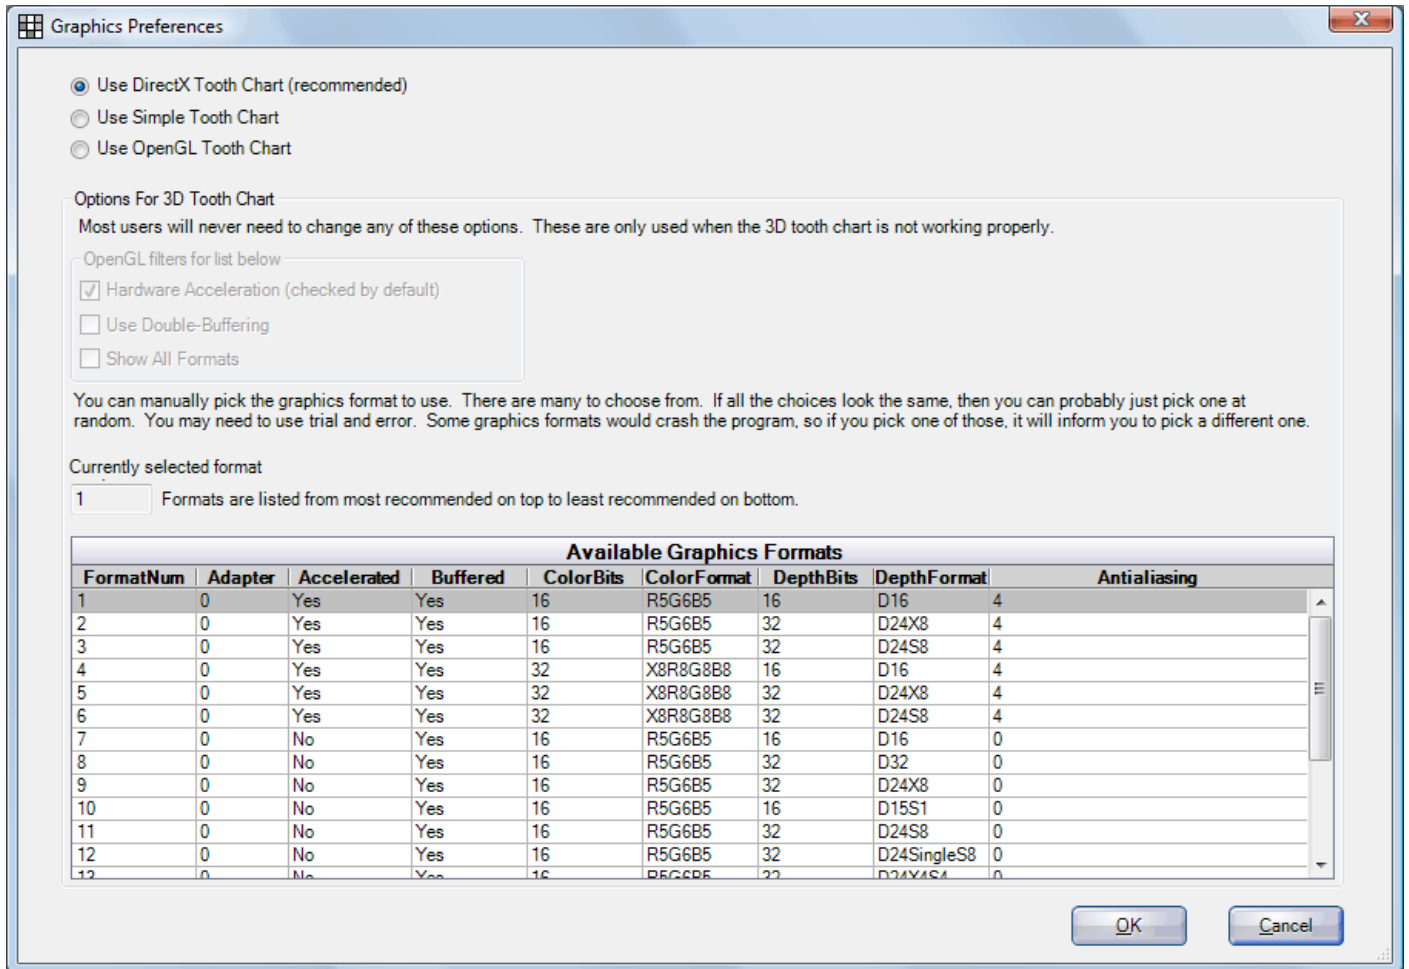 Graphics Preferences
Use DirectX Tooth Chart (recommended)
Use Simple Tooth Chart
Use OpenGL Tooth Chart
Options For 3D Tooth Chart
Most users will never need to change any of these options.  These are only used when the 3D tooth chart is not working properly.
OpenGL filters for list below
Hardware Acceleration (checked by default)
Use Double-Buffering
Show All Formats
You can manually pick the graphics format to use.  There are many to choose from.  If all the choices look the same, then you can probably just pick one at
random.  You may need to use trial and error.  Some graphics formats would crash the program, so if you pick one of those, it will inform you to pick a different one.
Currently selected format
1 Formats are listed from most recommended on top to least recommended on bottom.
Available Graphics Formats
FormatNum Adapter Accelerated Buffered ColorBits ColorFormat DepthBits DepthFormat Antialiasing
1 0 Yes Yes 16 R5G6B5 16 D16 4
2 0 Yes Yes 16 R5G6B5 32 D24X8 4
3 0 Yes Yes 16 R5G6B5 32 D24S8 4
4 0 Yes Yes 32 X8R8G8B8 16 D16 4
5 0 Yes Yes 32 X8R8G8B8 32 D24X8 4
6 0 Yes Yes 32 X8R8G8B8 32 D24S8 4
7 0 No Yes 16 R5G6B5 16 D16 0
8 0 No Yes 16 R5G6B5 32 D32 0
9 0 No Yes 16 R5G6B5 32 D24X8 0
10 0 No Yes 16 R5G6B5 16 D15S1 0
11 0 No Yes 16 R5G6B5 32 D24S8 0
12 0 No Yes 16 R5G6B5 32 D24SingleS8 0
13 0 No Yes 16 R5G6B5 32 D24X4S4 0
OK Cancel